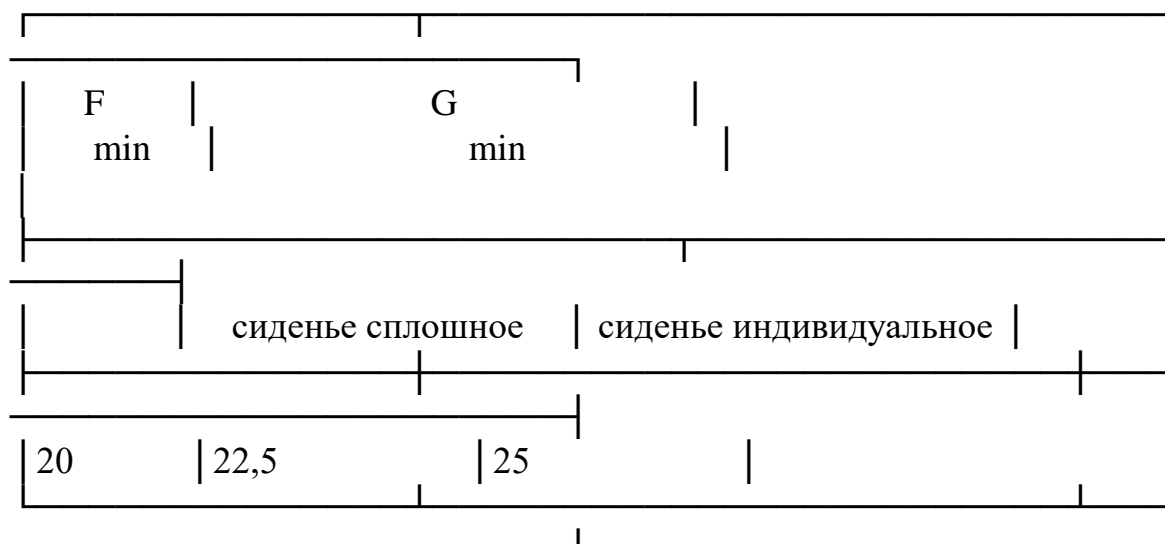 F G
min min
сиденье сплошное сиденье индивидуальное
20 22,5 25